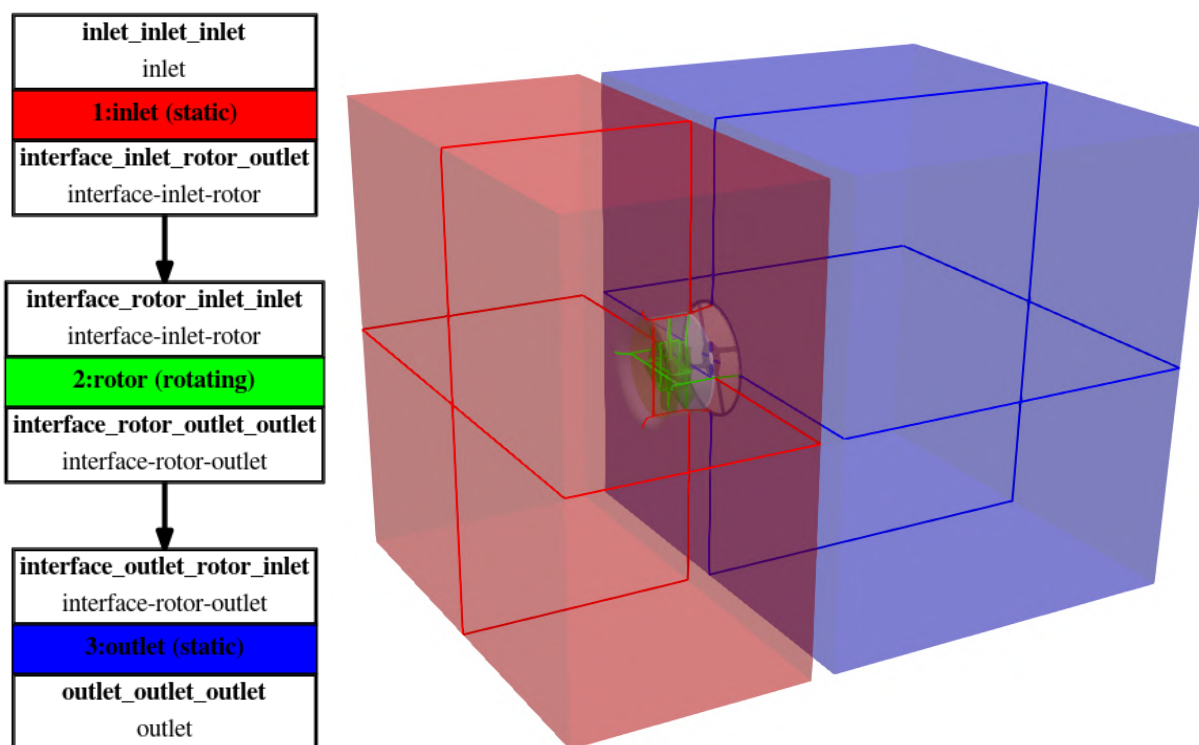 inlet_inlet_inlet
inlet
1:inlet (static)
interface_inlet_rotor_outlet
interface-inlet-rotor
interface_rotor_inlet_inlet
interface-inlet-rotor
2:rotor (rotating)
interface_rotor_outlet_outlet
interface-rotor-outlet
interface_outlet_rotor_inlet
interface-rotor-outlet
3:outlet (static)
outlet_outlet_outlet
outlet